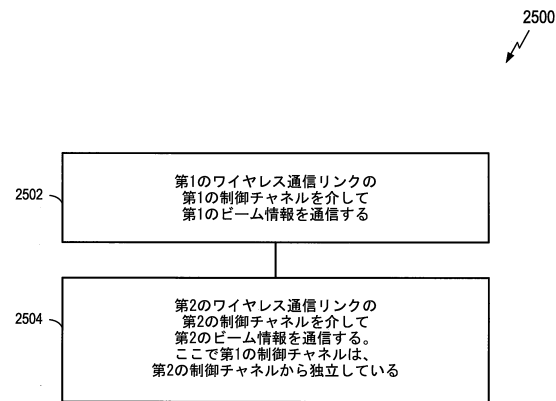 2500
2502
第1のワイヤレス通信リンクの
第1の制御チャネルを介して
第1のビーム情報を通信する
2504
第2のワイヤレス通信リンクの
第2の制御チャネルを介して
第2のビーム情報を通信する。
ここで第1の制御チャネルは、
第2の制御チャネルから独立している